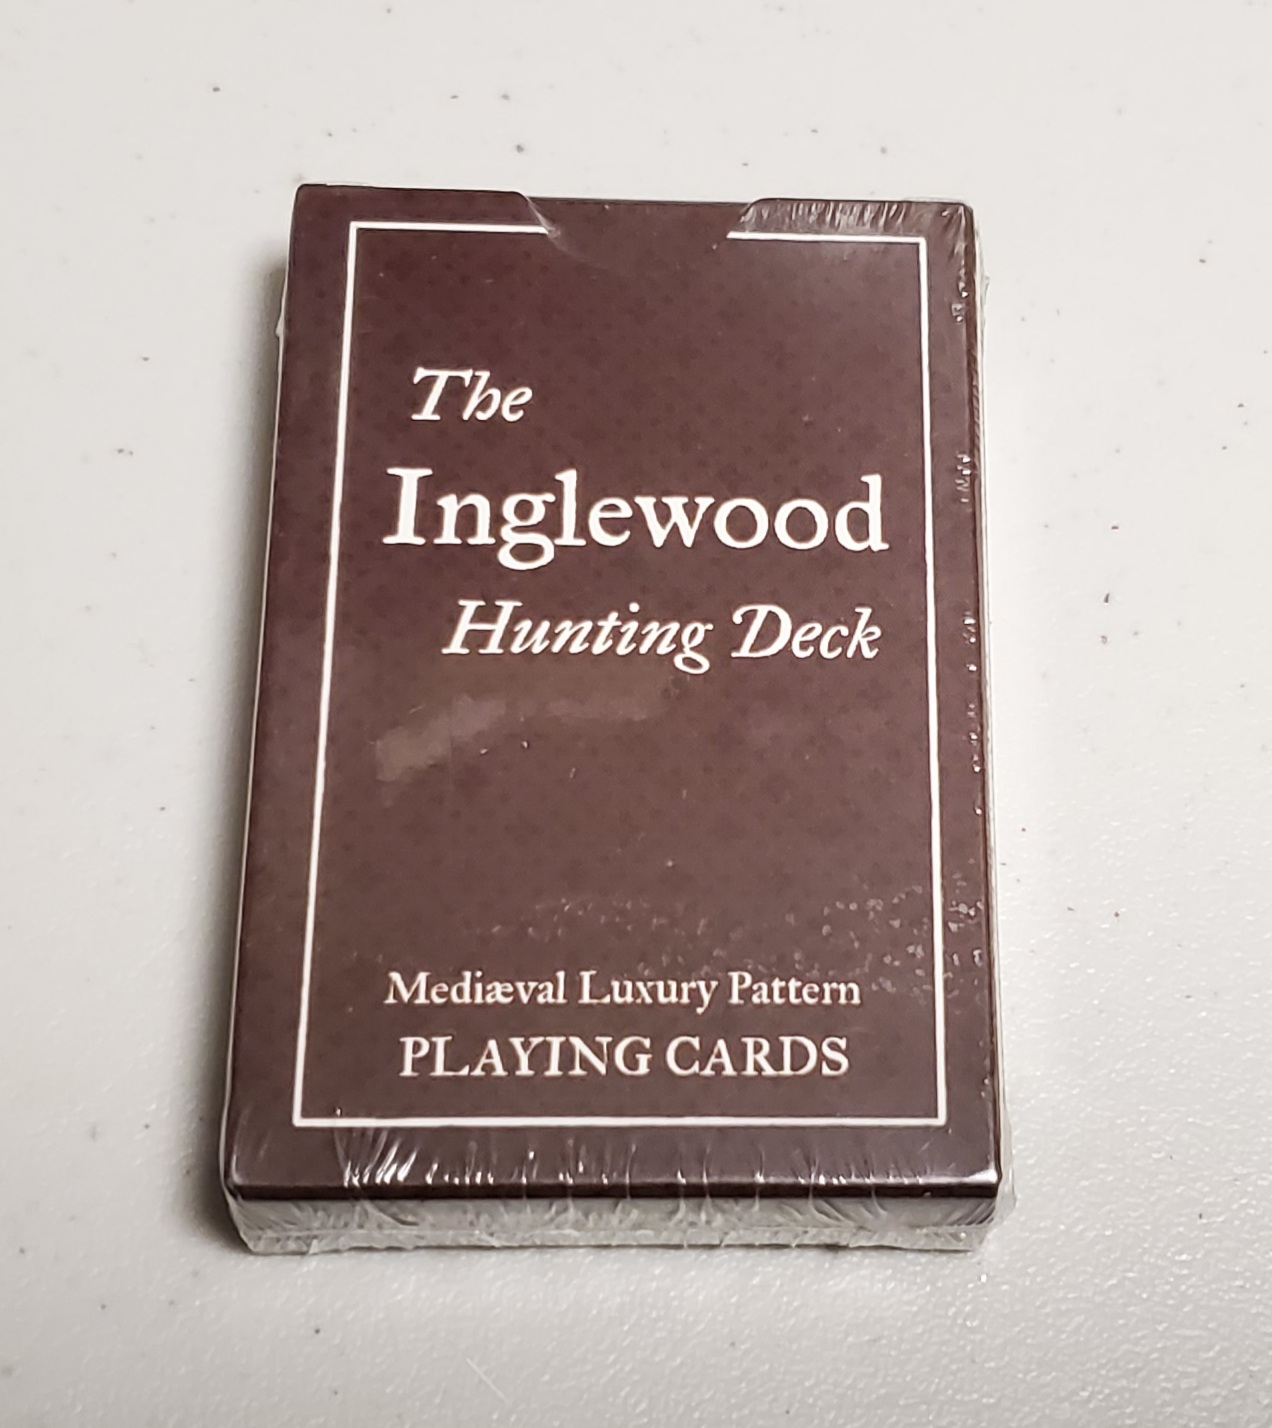 The
Inglewood
Hunting Deck
Mediæval Luxury Pattern
PLAYING CARDS